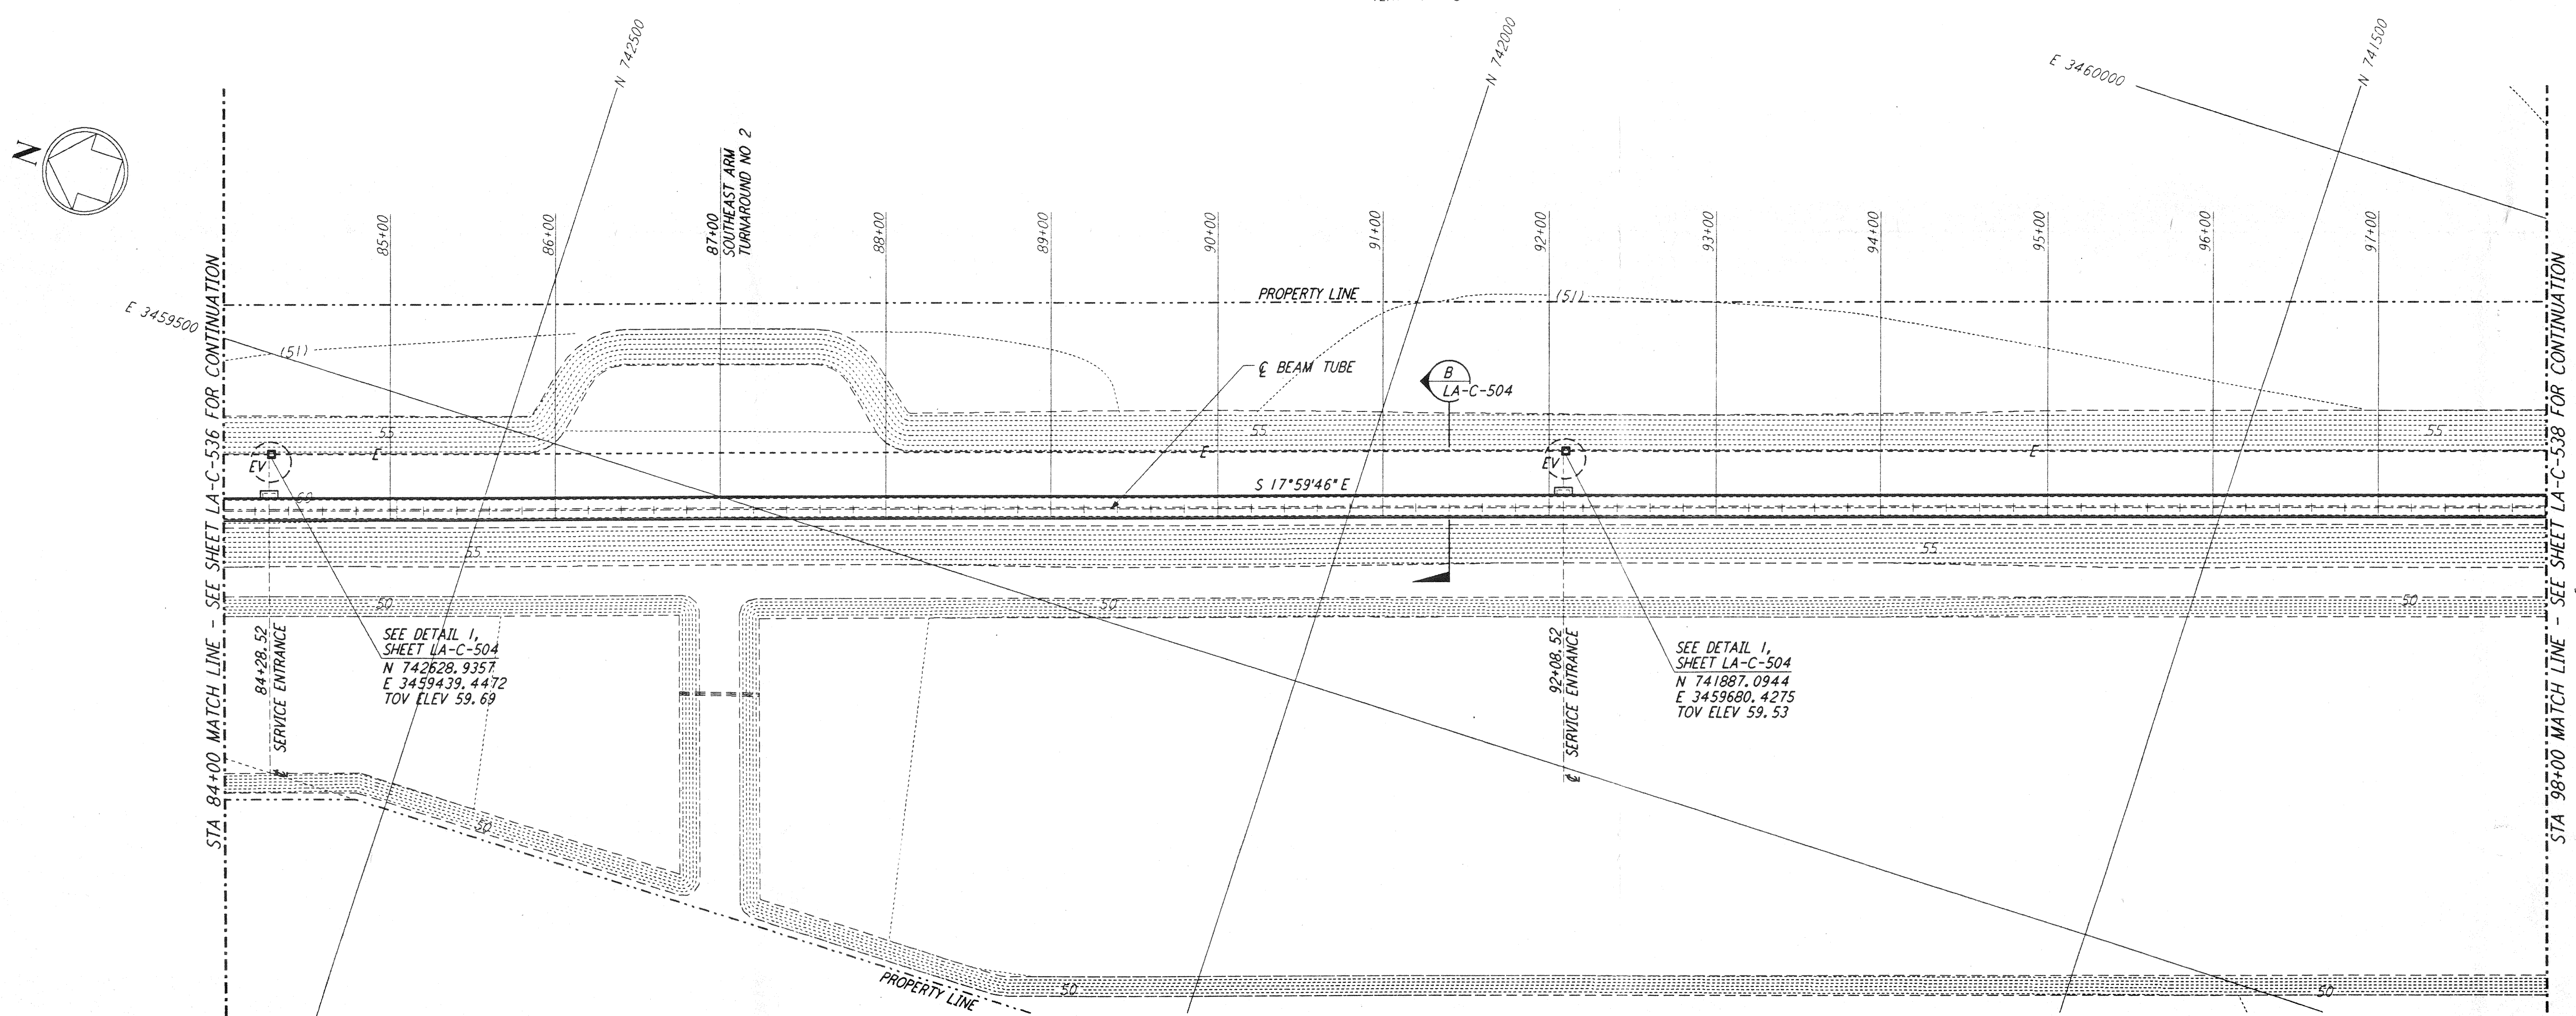 N 742500
N 742000
N 741500
E 3460000
N
85+00
86+00
87+00
SOUTHEAST ARM
TURNAROUND NO 2
88+00
89+00
90+00
91+00
92+00
93+00
94+00
95+00
96+00
97+00
E 3459500
PROPERTY LINE
(51)
(51)
℄ BEAM TUBE
B
LA-C-504
55
55
55
E
E
E
EV
EV
60
S 17°59'46" E
55
55
50
50
50
STA 84+00 MATCH LINE - SEE SHEET LA-C-536 FOR CONTINUATION
84+28.52
℄ SERVICE ENTRANCE
SEE DETAIL 1,
SHEET LA-C-504
N 742628.9357
E 3459439.4472
TOV ELEV 59.69
92+08.52
℄ SERVICE ENTRANCE
SEE DETAIL 1,
SHEET LA-C-504
N 741887.0944
E 3459680.4275
TOV ELEV 59.53
50
PROPERTY LINE
50
50
STA 98+00 MATCH LINE - SEE SHEET LA-C-538 FOR CONTINUATION